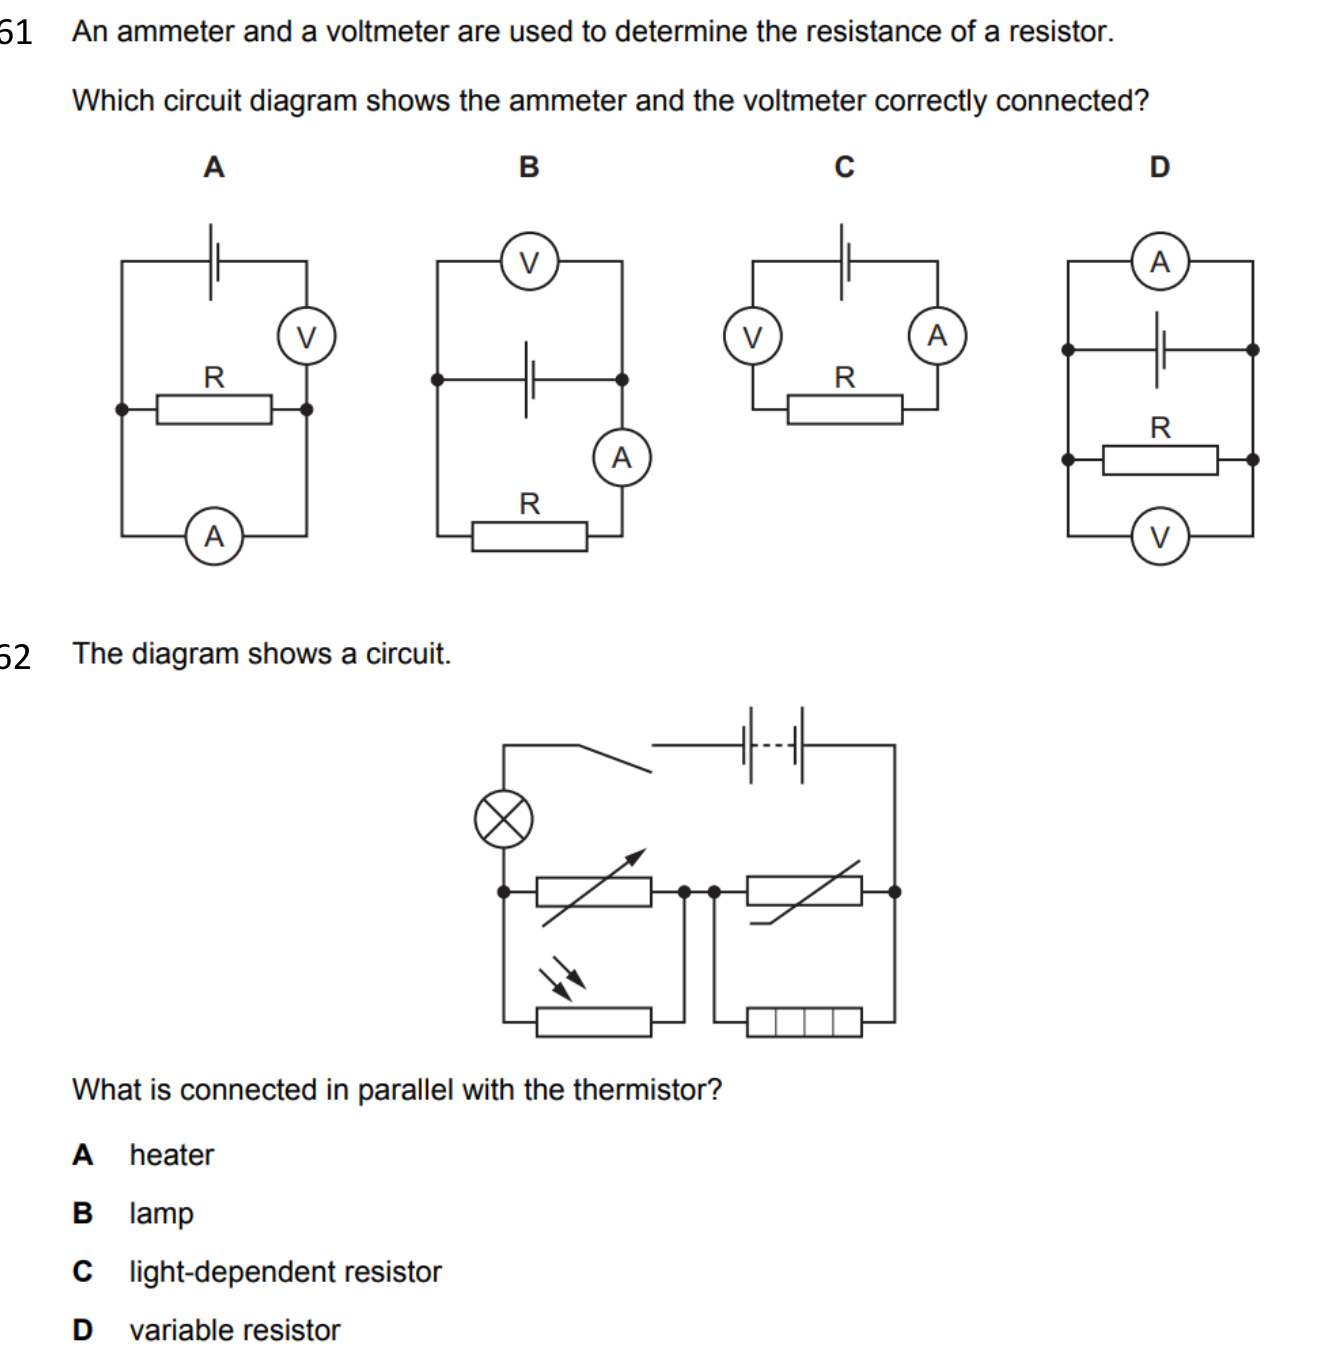 61 An ammeter and a voltmeter are used to determine the resistance of a resistor.
Which circuit diagram shows the ammeter and the voltmeter correctly connected?
A B C D
V A
V V A
R R
A R R
A V
62 The diagram shows a circuit.
What is connected in parallel with the thermistor?
A heater
B lamp
C light-dependent resistor
D variable resistor